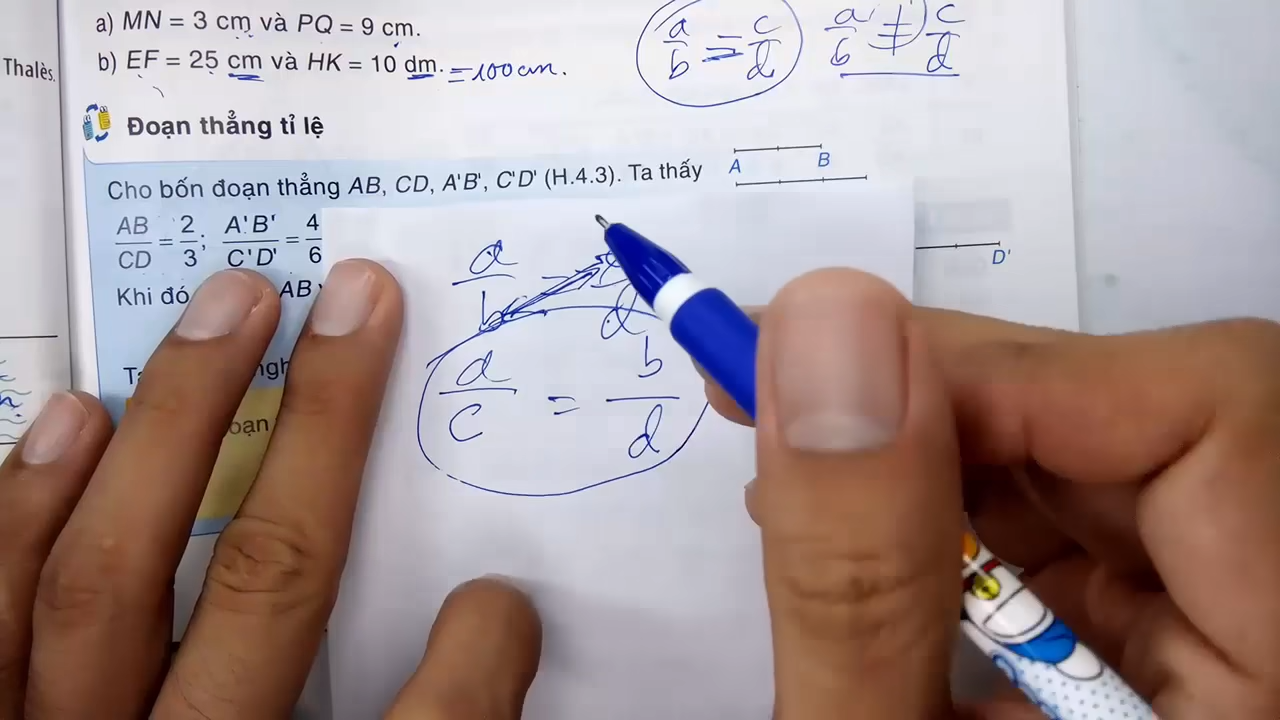 a) MN = 3 cm và PQ = 9 cm.
b) EF = 25 cm và HK = 10 dm. = 100 cm.
a/b = c/d a/b ≠ c/d
Thalès.
Đoạn thẳng tỉ lệ
Cho bốn đoạn thẳng AB, CD, A'B', C'D' (H.4.3). Ta thấy
A B
AB/CD = 2/3; A'B'/C'D' = 4/6
D'
Khi đó AB
a/b = d
a/c = b/d